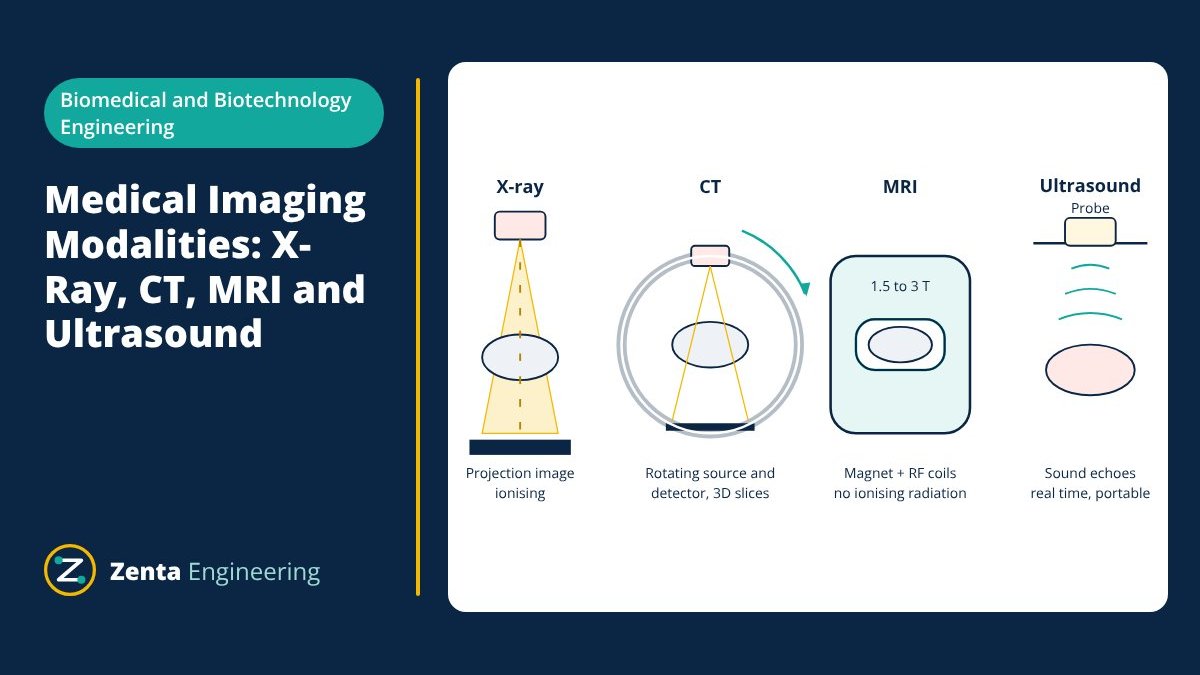 Biomedical and Biotechnology
Engineering
Medical Imaging
Modalities: X-
Ray, CT, MRI and
Ultrasound
Zenta Engineering
X-ray
Projection image
ionising
CT
Rotating source and
detector, 3D slices
MRI
1.5 to 3 T
Magnet + RF coils
no ionising radiation
Ultrasound
Probe
Sound echoes
real time, portable